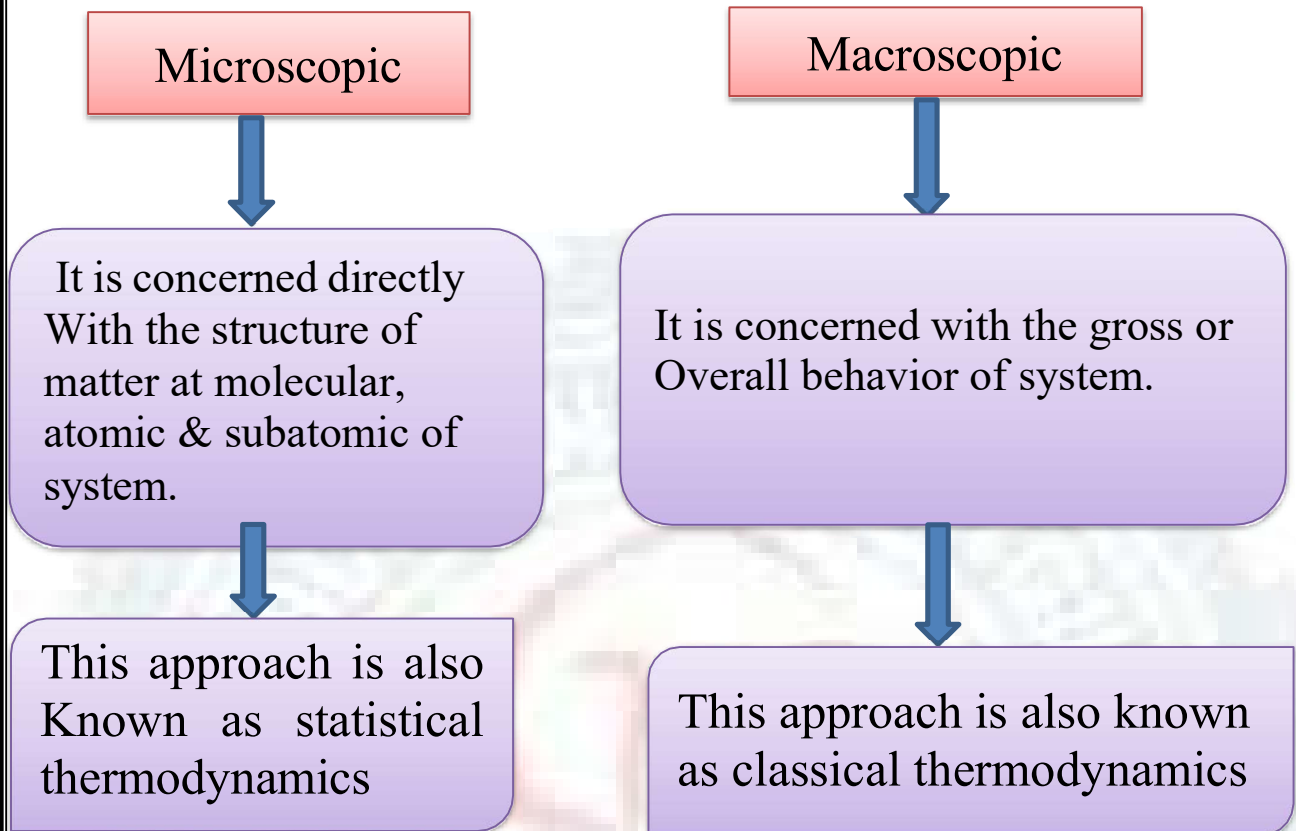 Microscopic
It is concerned directly
With the structure of
matter at molecular,
atomic & subatomic of
system.
This approach is also
Known as statistical
thermodynamics
Macroscopic
It is concerned with the gross or
Overall behavior of system.
This approach is also known
as classical thermodynamics